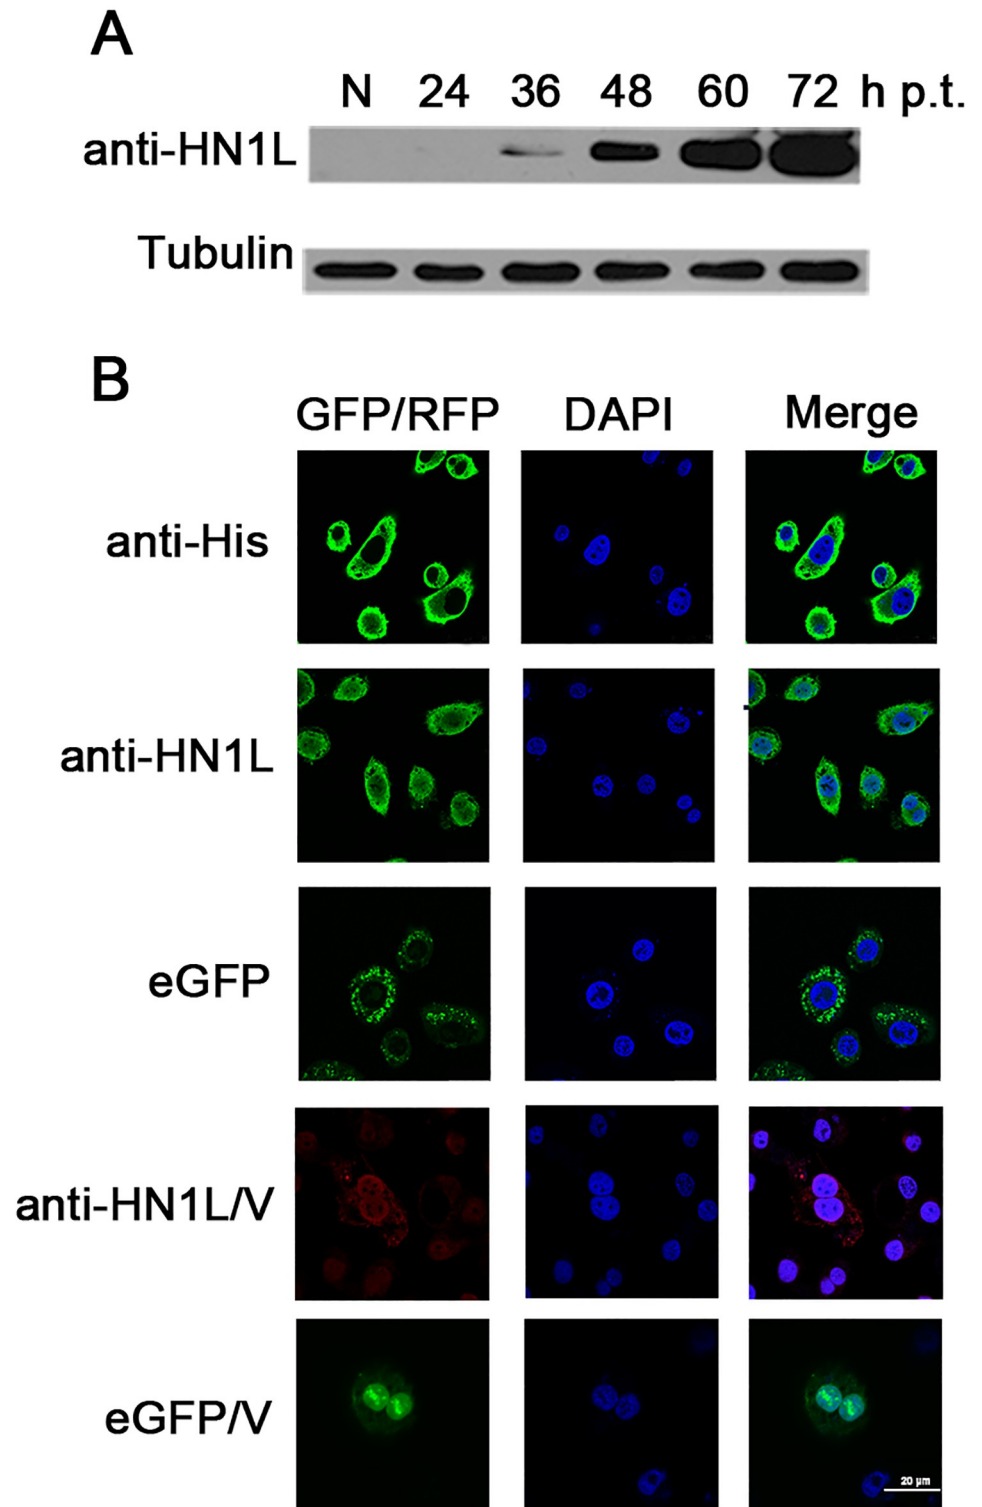 A
N 24 36 48 60 72 h p.t.
anti-HN1L
Tubulin
B
GFP/RFP DAPI Merge
anti-His
anti-HN1L
eGFP
anti-HN1L/V
eGFP/V
20 µm